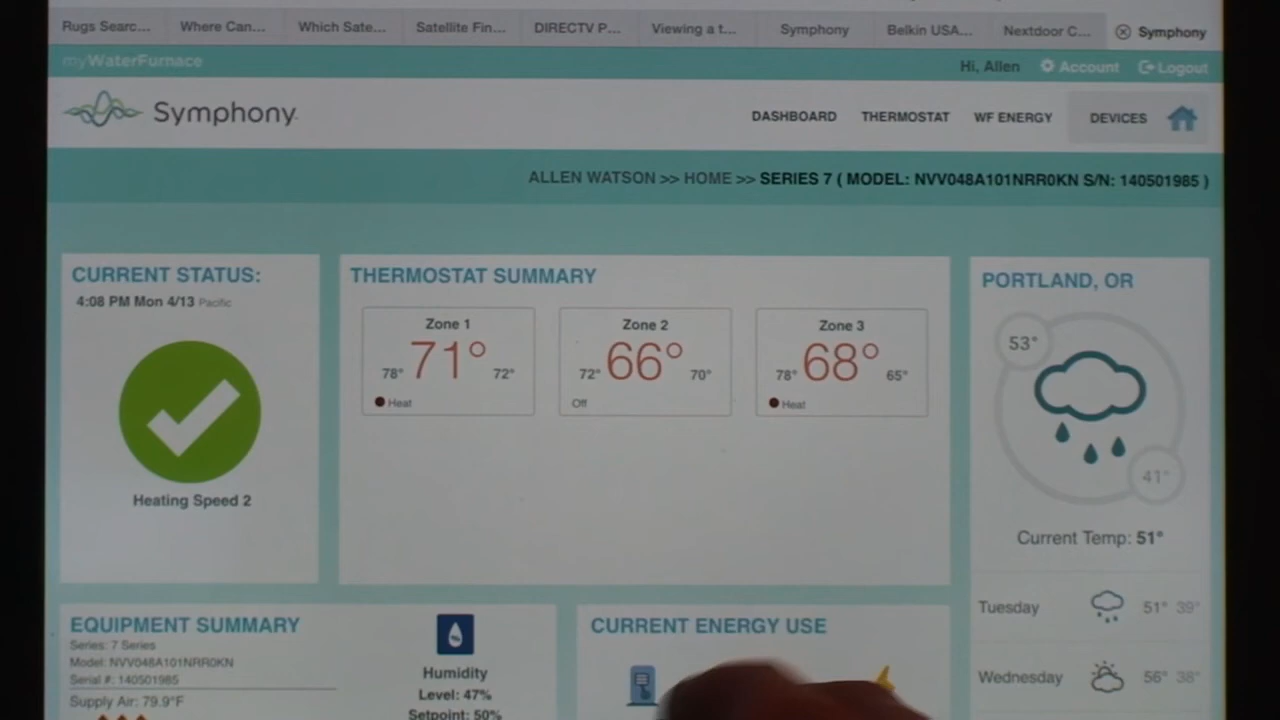 Rugs Searc... Where Can... Which Sate... Satellite Fin... DIRECTV P... Viewing a t... Symphony Belkin USA... Nextdoor C... Symphony
myWaterFurnace
Hi, Allen Account Logout
Symphony
DASHBOARD THERMOSTAT WF ENERGY DEVICES
ALLEN WATSON >> HOME >> SERIES 7 ( MODEL: NVV048A101NRR0KN S/N: 140501985 )
CURRENT STATUS:
4:08 PM Mon 4/13 Pacific
Heating Speed 2
THERMOSTAT SUMMARY
Zone 1
78° 71° 72°
Heat
Zone 2
72° 66° 70°
Off
Zone 3
78° 68° 65°
Heat
PORTLAND, OR
53°
41°
Current Temp: 51°
Tuesday 51° 39°
Wednesday 56° 38°
EQUIPMENT SUMMARY
Series: 7 Series
Model: NVV048A101NRR0KN
Serial #: 140501985
Supply Air: 79.9°F
Humidity
Level: 47%
Setpoint: 50%
CURRENT ENERGY USE